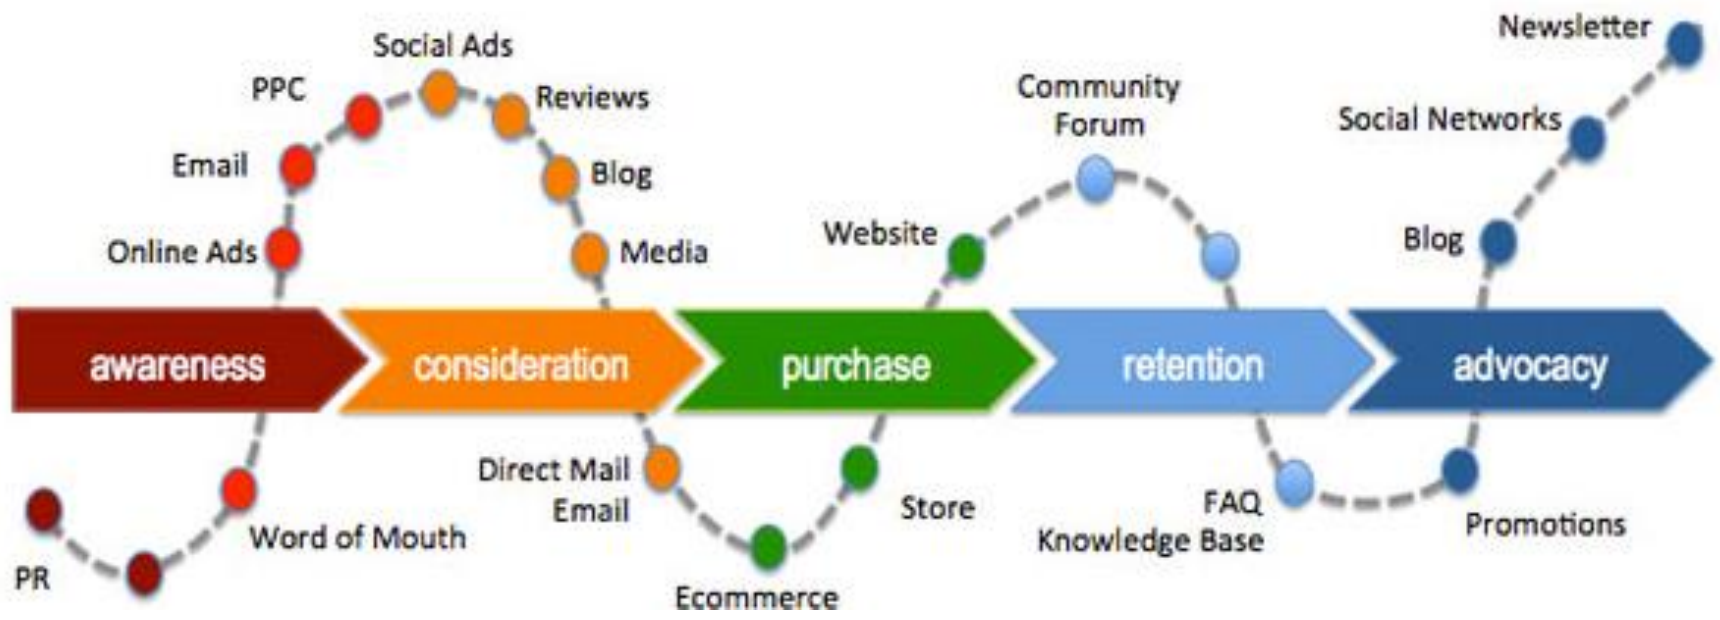 Newsletter
Social Ads
PPC
Reviews
Community
Forum
Social Networks
Email
Blog
Website
Blog
Online Ads
Media
awareness
consideration
purchase
retention
advocacy
Direct Mail
Email
Store
FAQ
Knowledge Base
Promotions
Word of Mouth
PR
Ecommerce